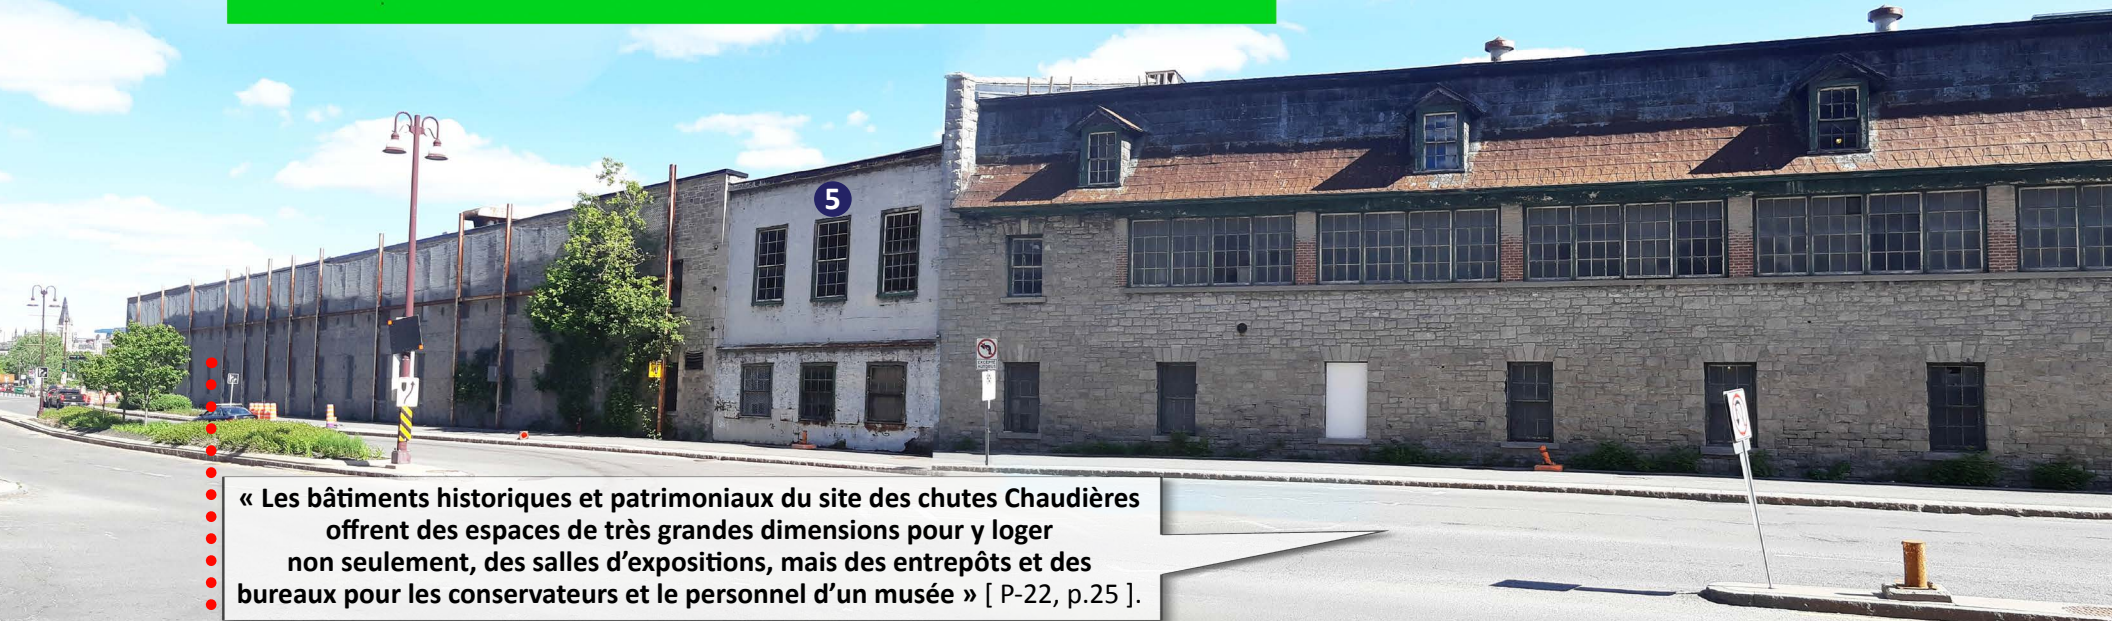 5
« Les bâtiments historiques et patrimoniaux du site des chutes Chaudières
offrent des espaces de très grandes dimensions pour y loger
non seulement, des salles d’expositions, mais des entrepôts et des
bureaux pour les conservateurs et le personnel d’un musée » [ P-22, p.25 ].